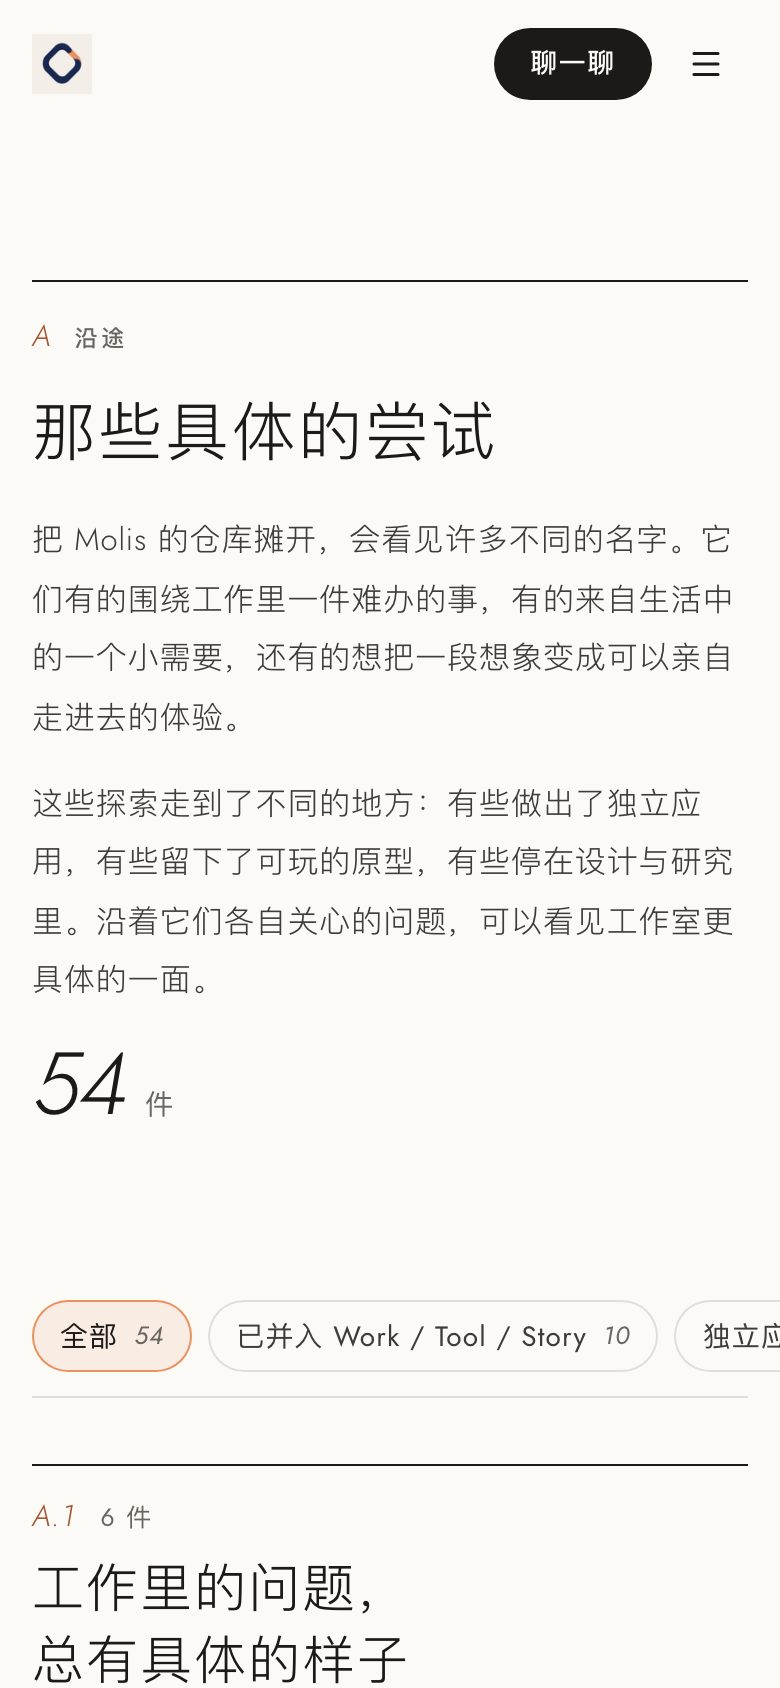 聊一聊
A 沿途
那些具体的尝试
把 Molis 的仓库摊开，会看见许多不同的名字。它
们有的围绕工作里一件难办的事，有的来自生活中
的一个小需要，还有的想把一段想象变成可以亲自
走进去的体验。
这些探索走到了不同的地方：有些做出了独立应
用，有些留下了可玩的原型，有些停在设计与研究
里。沿着它们各自关心的问题，可以看见工作室更
具体的一面。
54 件
全部 54 已并入 Work / Tool / Story 10 独立应
A.1 6 件
工作里的问题，
总有具体的样子